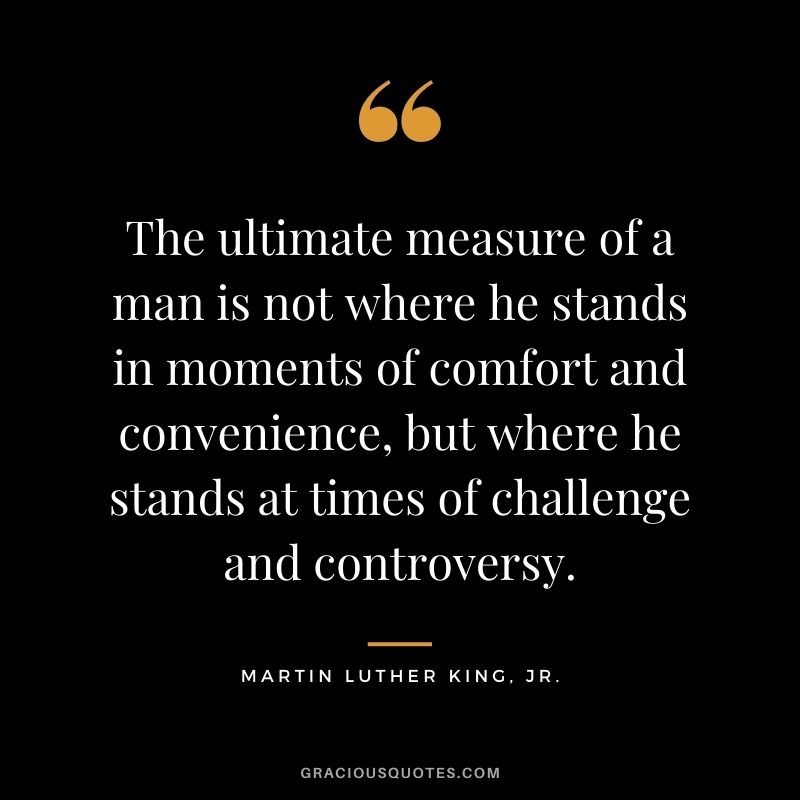 “
The ultimate measure of a
man is not where he stands
in moments of comfort and
convenience, but where he
stands at times of challenge
and controversy.
MARTIN LUTHER KING, JR.
GRACIOUSQUOTES.COM